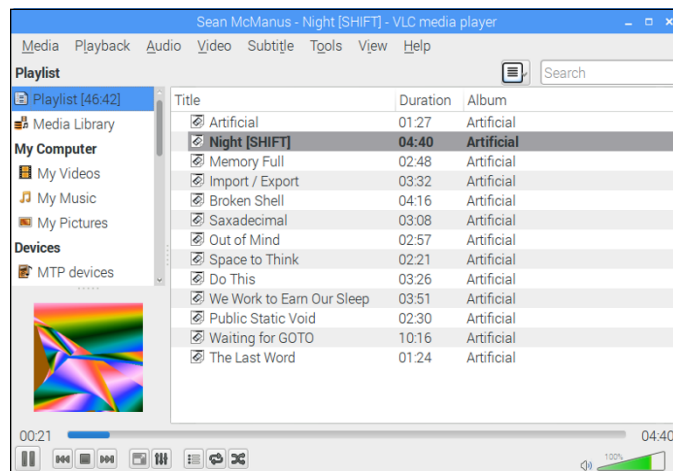 Sean McManus - Night [SHIFT] - VLC media player
Media Playback Audio Video Subtitle Tools View Help
Playlist
Search
Playlist [46:42]
Media Library
My Computer
My Videos
My Music
My Pictures
Devices
MTP devices
Title Duration Album
Artificial 01:27 Artificial
Night [SHIFT] 04:40 Artificial
Memory Full 02:48 Artificial
Import / Export 03:32 Artificial
Broken Shell 04:16 Artificial
Saxadecimal 03:08 Artificial
Out of Mind 02:57 Artificial
Space to Think 02:21 Artificial
Do This 03:26 Artificial
We Work to Earn Our Sleep 03:51 Artificial
Public Static Void 02:30 Artificial
Waiting for GOTO 10:16 Artificial
The Last Word 01:24 Artificial
00:21 04:40
100%